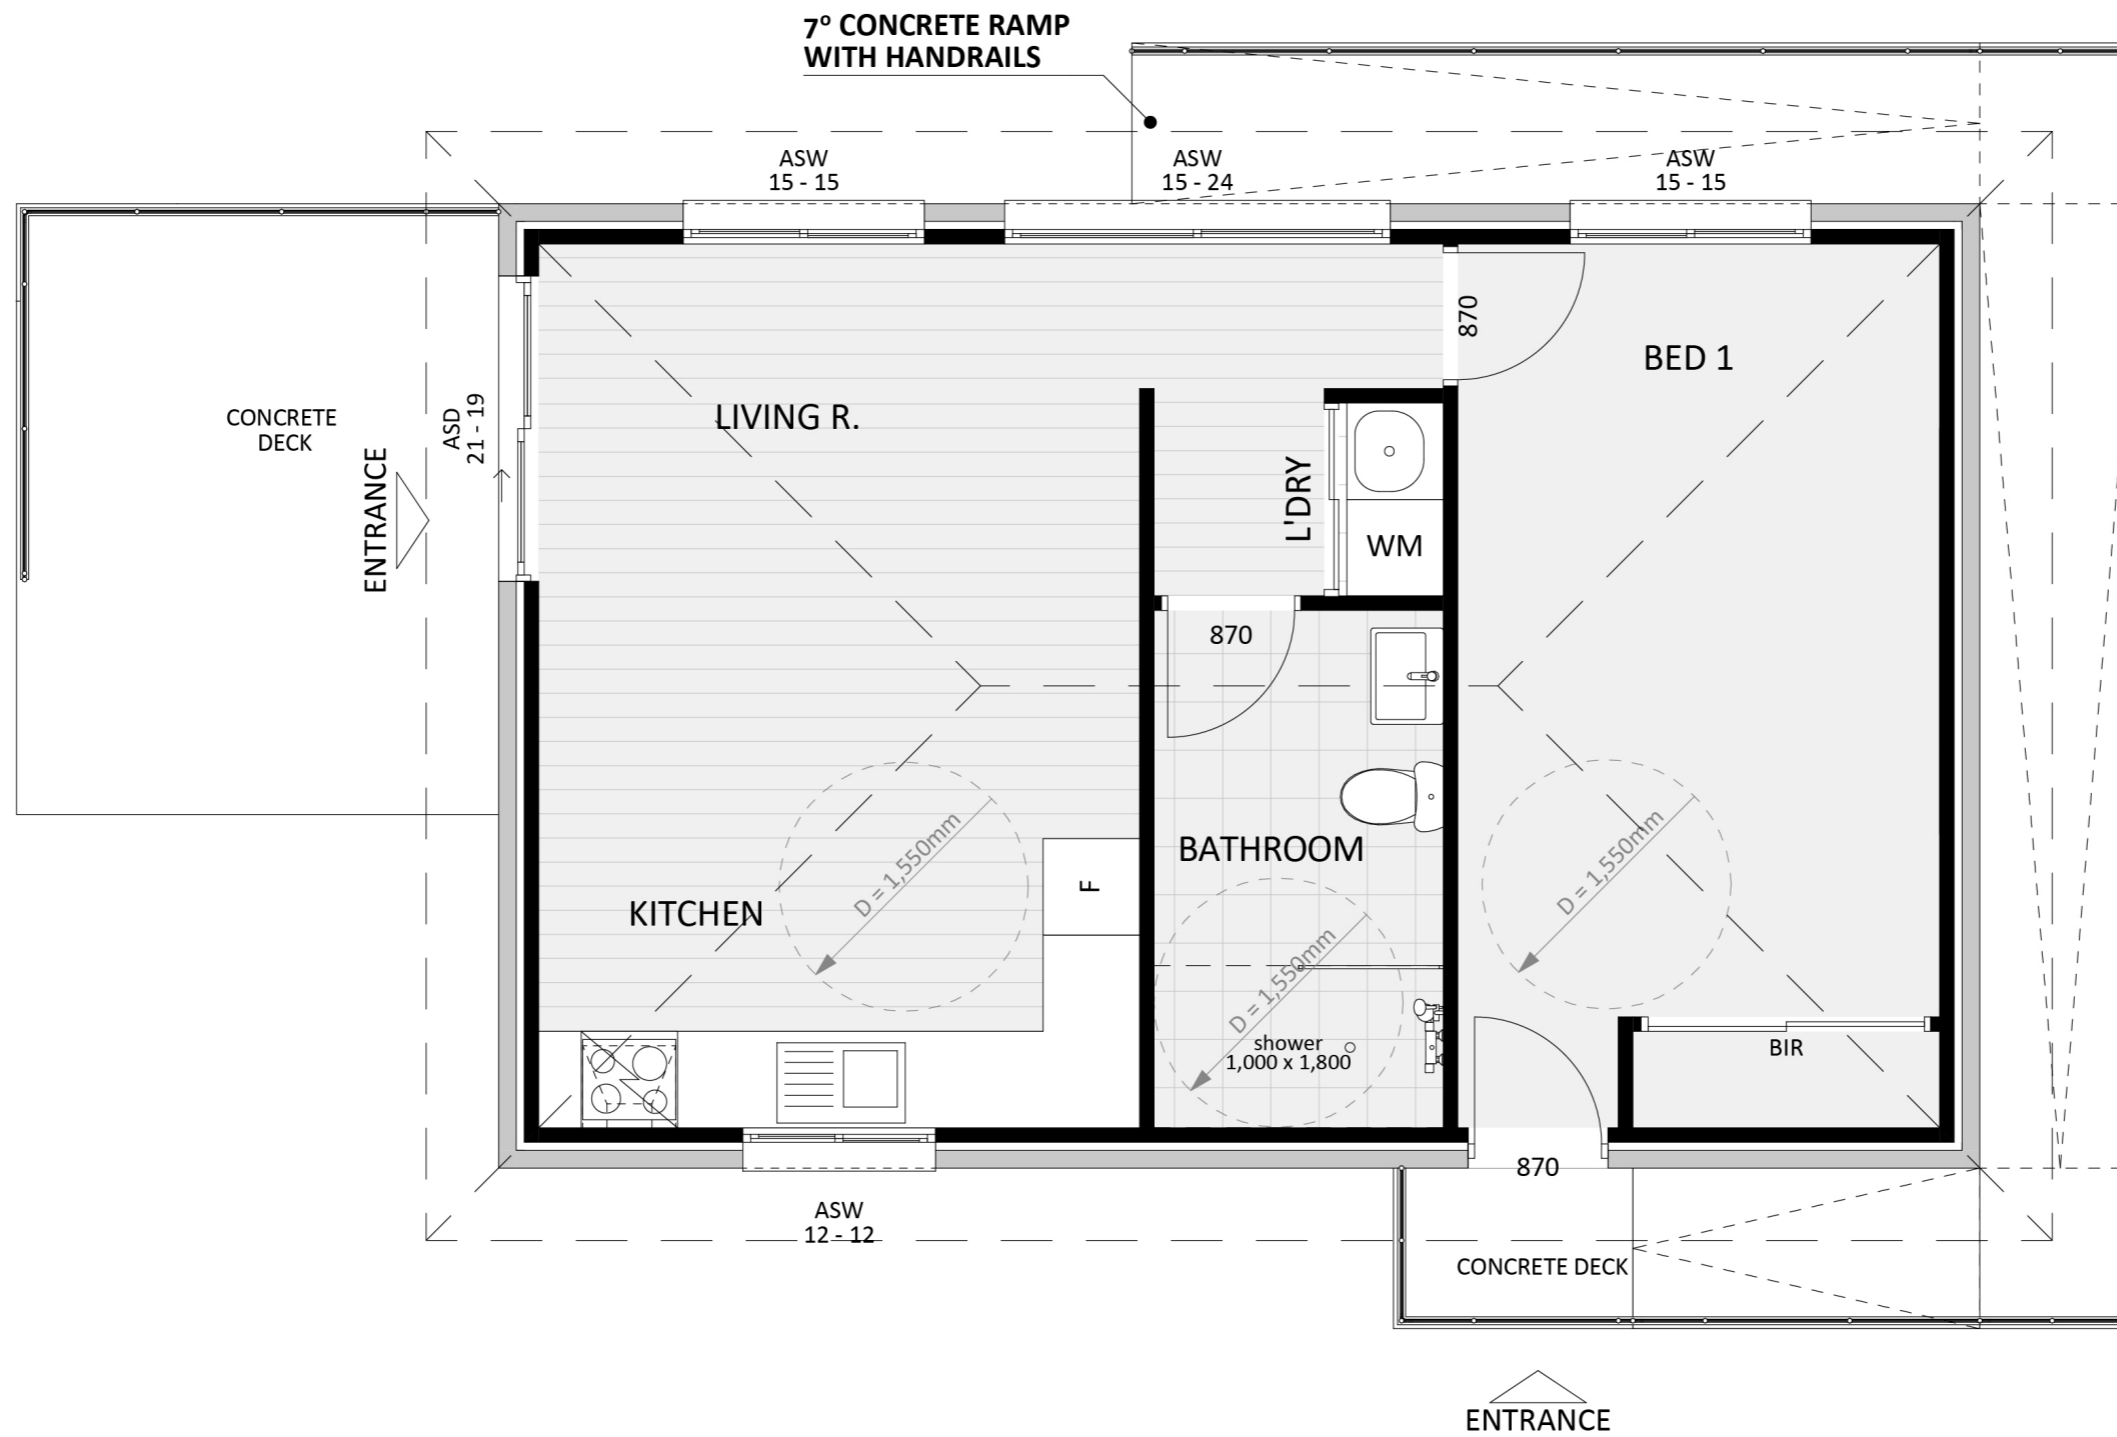 7º CONCRETE RAMP
WITH HANDRAILS
ASW
15 - 15
ASW
15 - 24
ASW
15 - 15
870
BED 1
LIVING R.
CONCRETE
DECK
ASD
21 - 19
ENTRANCE
L'DRY
WM
870
BATHROOM
D = 1,550mm
D = 1,550mm
F
KITCHEN
D = 1,550mm
shower
1,000 x 1,800
BIR
870
ASW
12 - 12
CONCRETE DECK
ENTRANCE